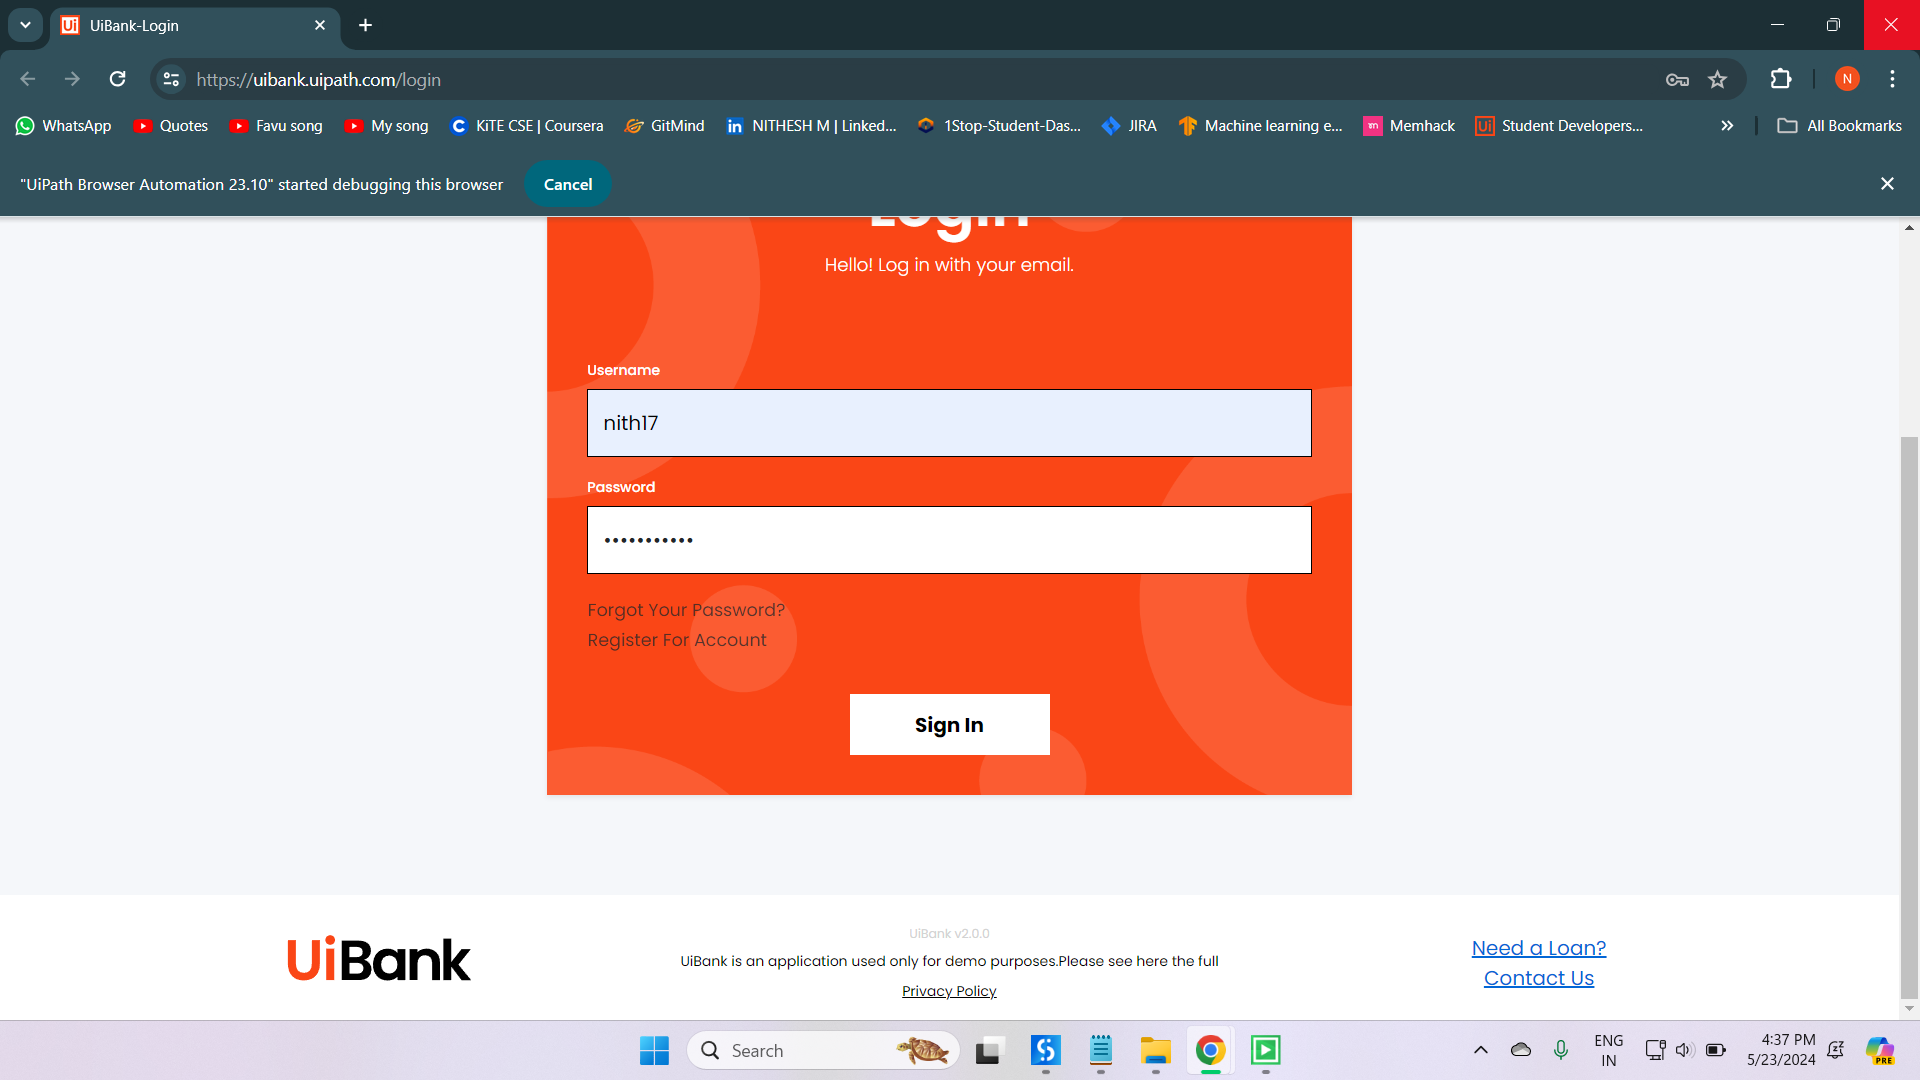 UiBank-Login
https://uibank.uipath.com/login
N
WhatsApp Quotes Favu song My song KiTE CSE | Coursera GitMind NITHESH M | Linked... 1Stop-Student-Das... JIRA Machine learning e... Memhack Student Developers... All Bookmarks
"UiPath Browser Automation 23.10" started debugging this browser Cancel
Login
Hello! Log in with your email.
Username
nith17
Password
•••••••••••
Forgot Your Password?
Register For Account
Sign In
UiBank
UiBank v2.0.0
UiBank is an application used only for demo purposes.Please see here the full
Privacy Policy
Need a Loan?
Contact Us
Search
ENG
IN
4:37 PM
5/23/2024
PRE